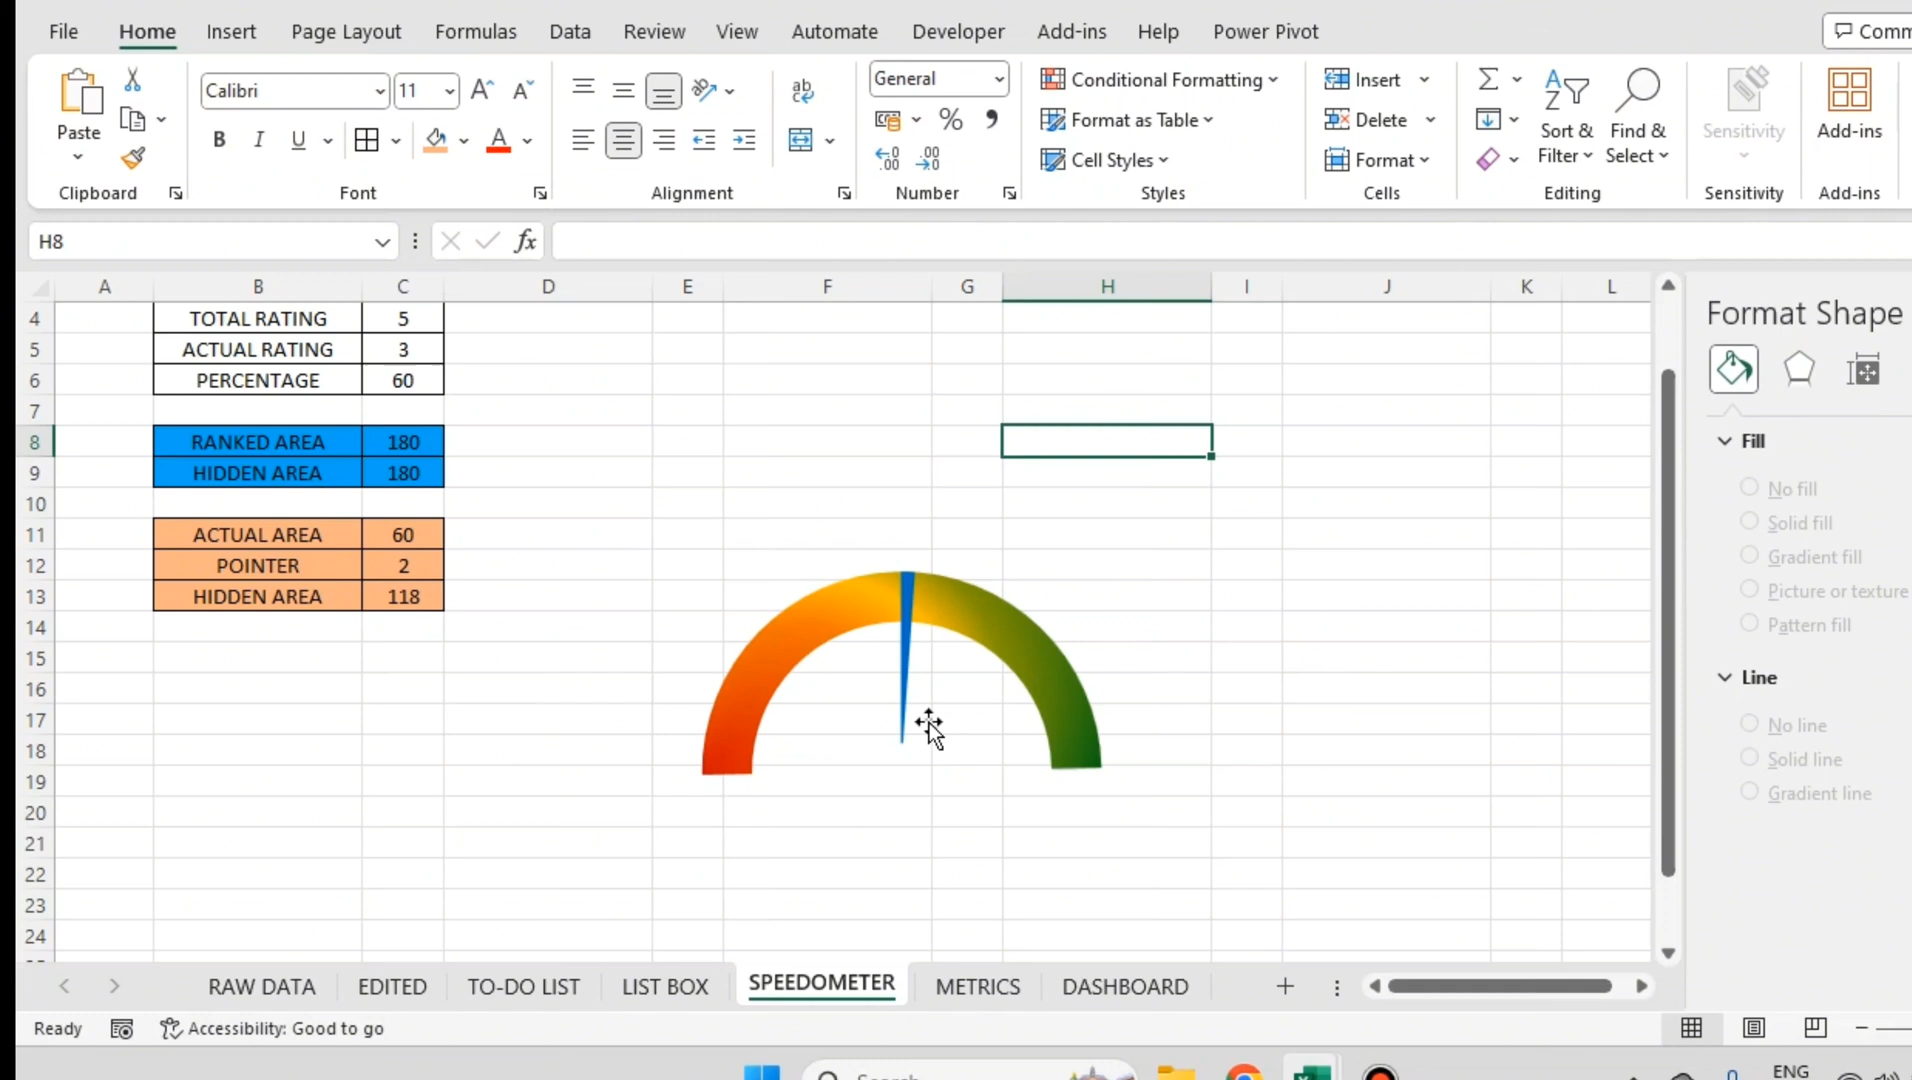 File Home Insert Page Layout Formulas Data Review View Automate Developer Add-ins Help Power Pivot
Paste
Calibri 11
B I U A
ab
General
% 9
Conditional Formatting
Format as Table
Cell Styles
Insert
Delete
Format
Sort &
Filter
Find &
Select
Sensitivity
Add-ins
Clipboard Font Alignment Number Styles Cells Editing Sensitivity Add-ins
H8 fx
A B C D E F G H I J K L
4 TOTAL RATING 5
5 ACTUAL RATING 3
6 PERCENTAGE 60
7
8 RANKED AREA 180
9 HIDDEN AREA 180
10
11 ACTUAL AREA 60
12 POINTER 2
13 HIDDEN AREA 118
14
15
16
17
18
19
20
21
22
23
24
Format Shape
Fill
No fill
Solid fill
Gradient fill
Picture or texture
Pattern fill
Line
No line
Solid line
Gradient line
RAW DATA EDITED TO-DO LIST LIST BOX SPEEDOMETER METRICS DASHBOARD
Ready Accessibility: Good to go
ENG